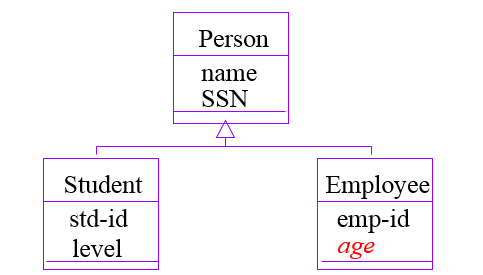 Person
name
SSN
Student
std-id
level
Employee
emp-id
age